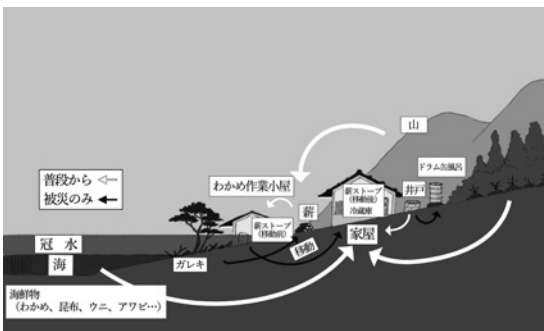 山
ドラム缶風呂
普段から
被災のみ
わかめ作業小屋
薪ストーブ
(移動後)
冷蔵庫
井戸
薪
薪ストーブ
(移動前)
冠 水
海
ガレキ
移動
家屋
海鮮物
(わかめ、昆布、ウニ、アワビ…)